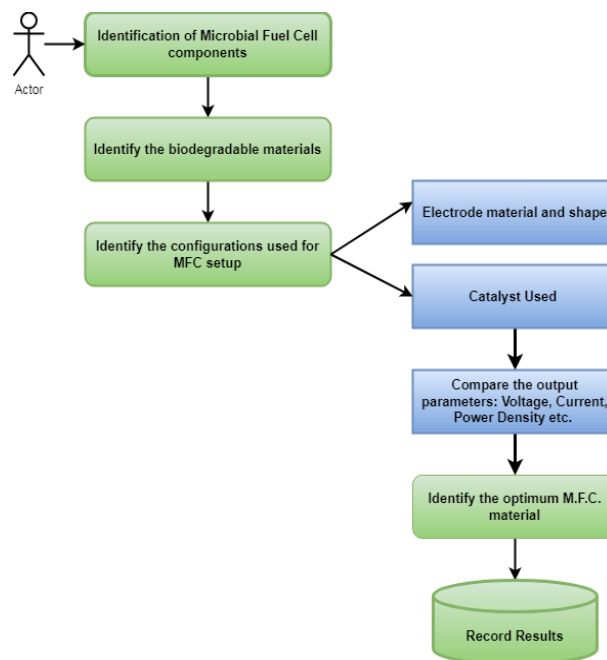 Identification of Microbial Fuel Cell
components
Actor
Identify the biodegradable materials
Identify the configurations used for
MFC setup
Electrode material and shape
Catalyst Used
Compare the output
parameters: Voltage, Current,
Power Density etc.
Identify the optimum M.F.C.
material
Record Results